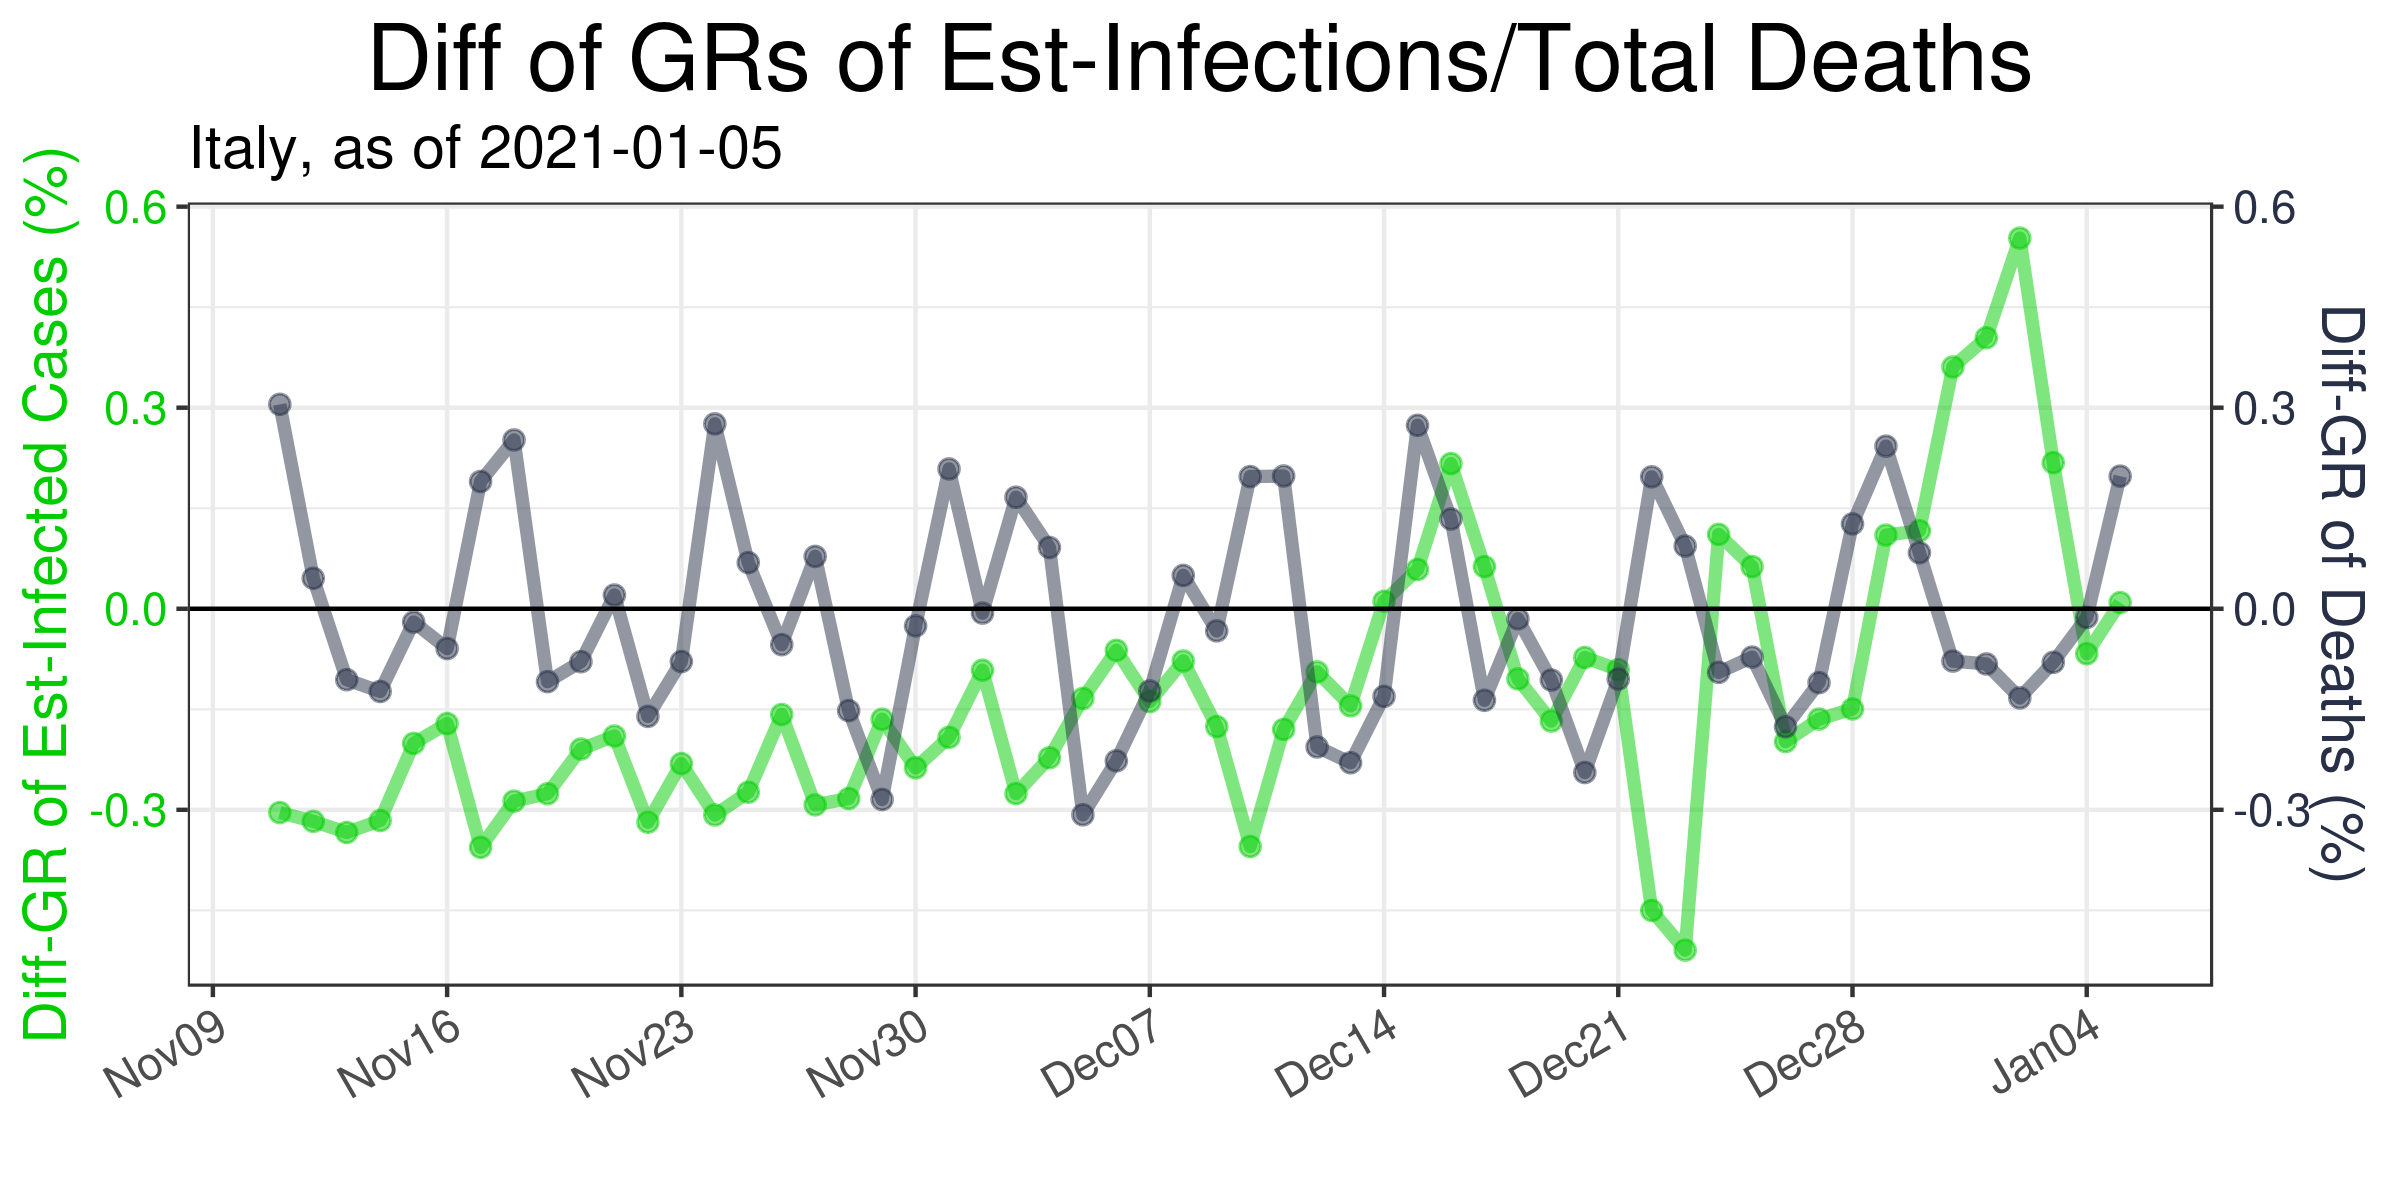 Diff of GRs of Est-Infections/Total Deaths
Italy, as of 2021-01-05
Diff-GR of Est-Infected Cases (%)
0.6
0.3
0.0
-0.3
0.6
0.3
0.0
-0.3
Diff-GR of Deaths (%)
Nov09
Nov16
Nov23
Nov30
Dec07
Dec14
Dec21
Dec28
Jan04